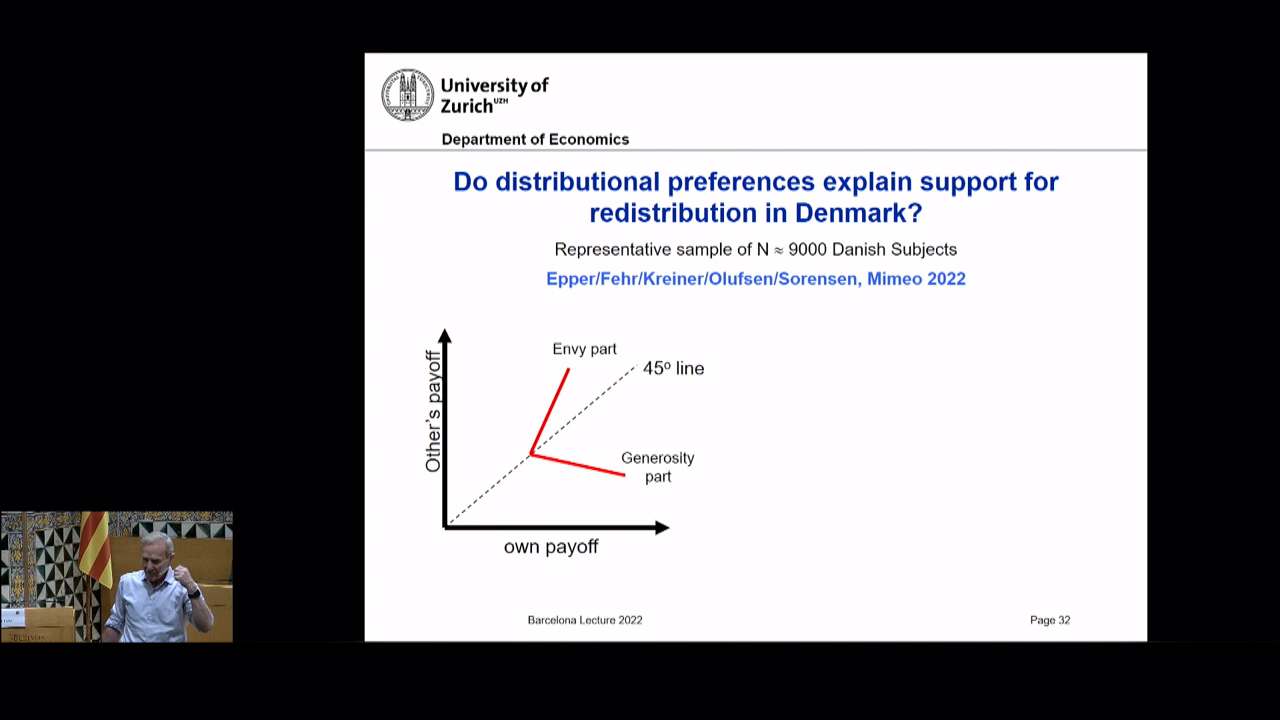 University of
Zurich UZH
Department of Economics
Do distributional preferences explain support for
redistribution in Denmark?
Representative sample of N ≈ 9000 Danish Subjects
Epper/Fehr/Kreiner/Olufsen/Sorensen, Mimeo 2022
Envy part
45º line
Other's payoff
Generosity
part
own payoff
Barcelona Lecture 2022
Page 32